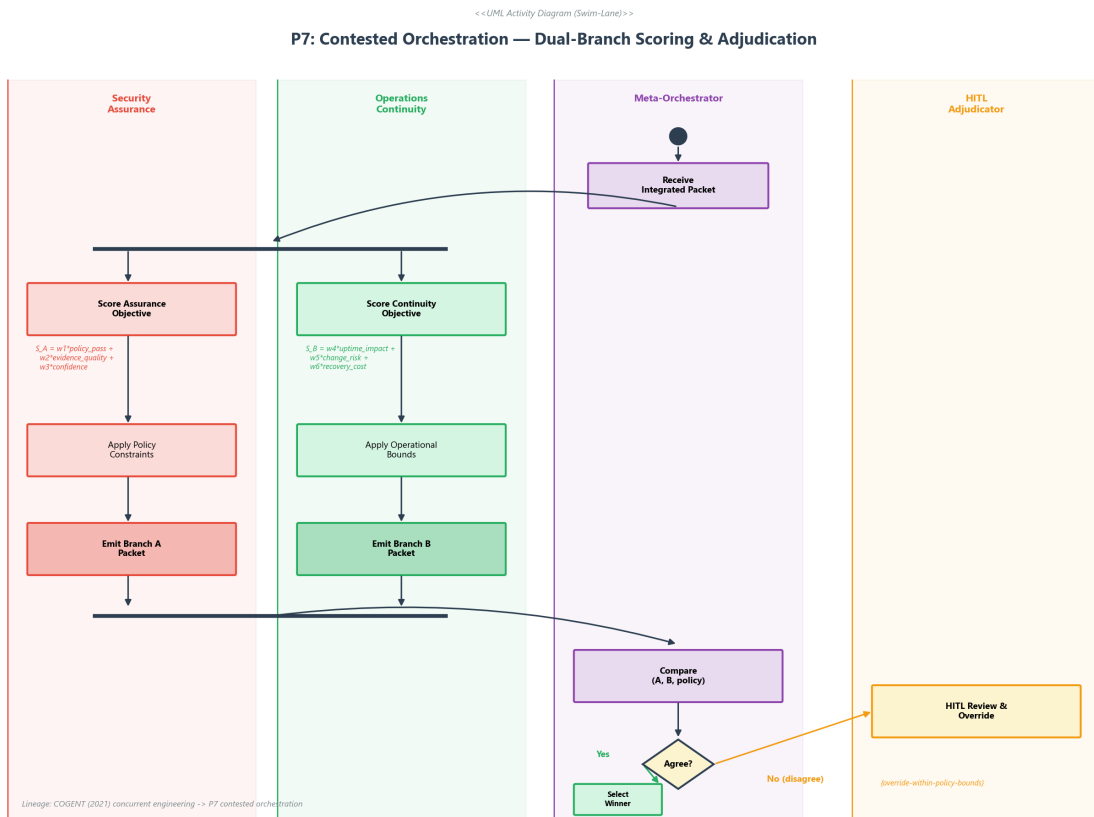 <<UML Activity Diagram (Swim-Lane)>>
P7: Contested Orchestration — Dual-Branch Scoring & Adjudication
Security
Assurance
Operations
Continuity
Meta-Orchestrator
HITL
Adjudicator
Receive
Integrated Packet
Score Assurance
Objective
Score Continuity
Objective
S_A = w1*policy_pass +
w2*evidence_quality +
w3*confidence
S_B = w4*uptime_impact +
w5*change_risk +
w6*recovery_cost
Apply Policy
Constraints
Apply Operational
Bounds
Emit Branch A
Packet
Emit Branch B
Packet
Compare
(A, B, policy)
HITL Review &
Override
Agree?
Yes
No (disagree)
(override-within-policy-bounds)
Select
Winner
Lineage: COGENT (2021) concurrent engineering -> P7 contested orchestration